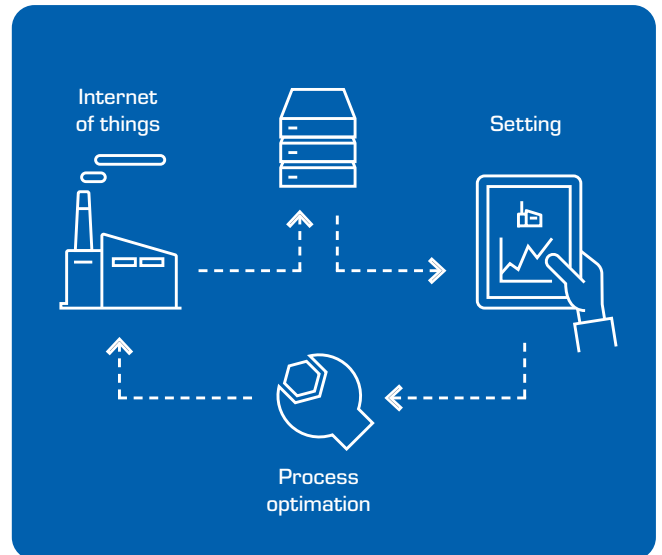 Internet
of things
Setting
Process
optimation